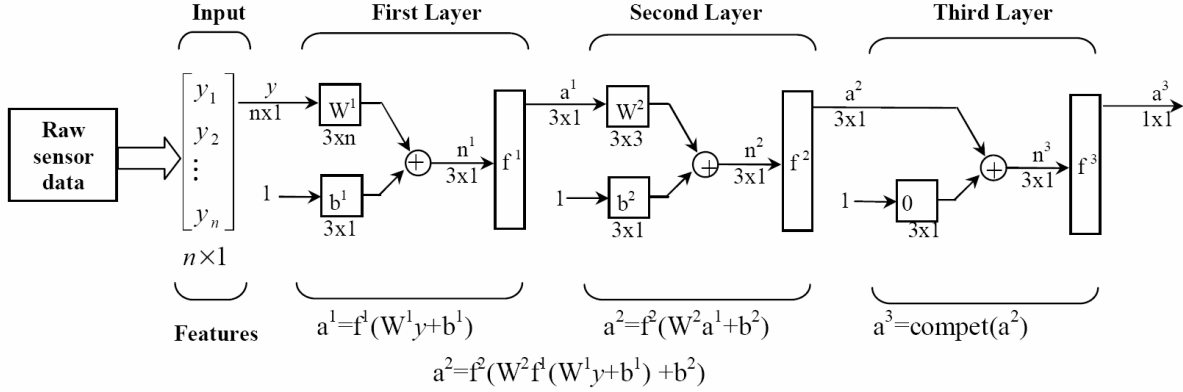 Input
First Layer
Second Layer
Third Layer
Raw
sensor
data
y₁
y₂
⋮
yₙ
n×1
Features
y
nx1
W¹
3xn
1
b¹
3x1
+
n¹
3x1
f¹
a¹
3x1
W²
3x3
1
b²
3x1
+
n²
3x1
f²
a²
3x1
1
0
3x1
+
n³
3x1
f³
a³
1x1
a¹=f¹(W¹y+b¹)
a²=f²(W²a¹+b²)
a³=compet(a²)
a²=f²(W²f¹(W¹y+b¹) +b²)